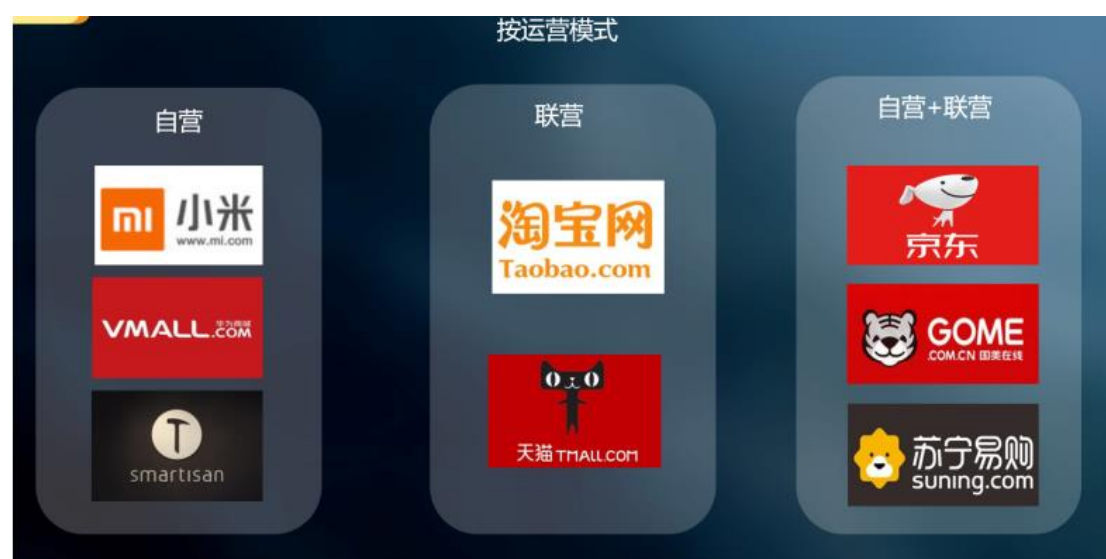 按运营模式
自营
mi 小米
www.mi.com
VMALL.COM 华为商城
T
smartisan
联营
淘宝网
Taobao.com
天猫 TMALL.COM
自营+联营
京东
GOME
.COM.CN 国美在线
苏宁易购
suning.com